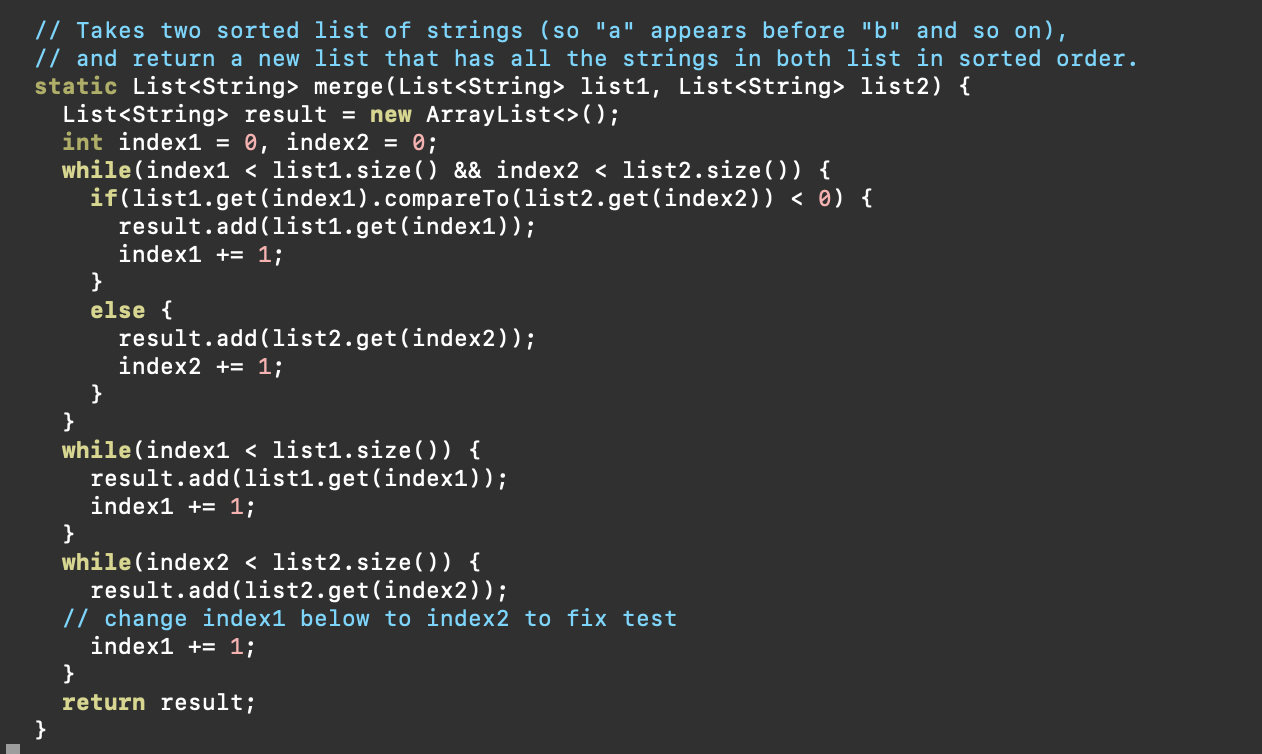 // Takes two sorted list of strings (so "a" appears before "b" and so on),
// and return a new list that has all the strings in both list in sorted order.
static List<String> merge(List<String> list1, List<String> list2) {
  List<String> result = new ArrayList<>();
  int index1 = 0, index2 = 0;
  while(index1 < list1.size() && index2 < list2.size()) {
    if(list1.get(index1).compareTo(list2.get(index2)) < 0) {
      result.add(list1.get(index1));
      index1 += 1;
    }
    else {
      result.add(list2.get(index2));
      index2 += 1;
    }
  }
  while(index1 < list1.size()) {
    result.add(list1.get(index1));
    index1 += 1;
  }
  while(index2 < list2.size()) {
    result.add(list2.get(index2));
  // change index1 below to index2 to fix test
    index1 += 1;
  }
  return result;
}